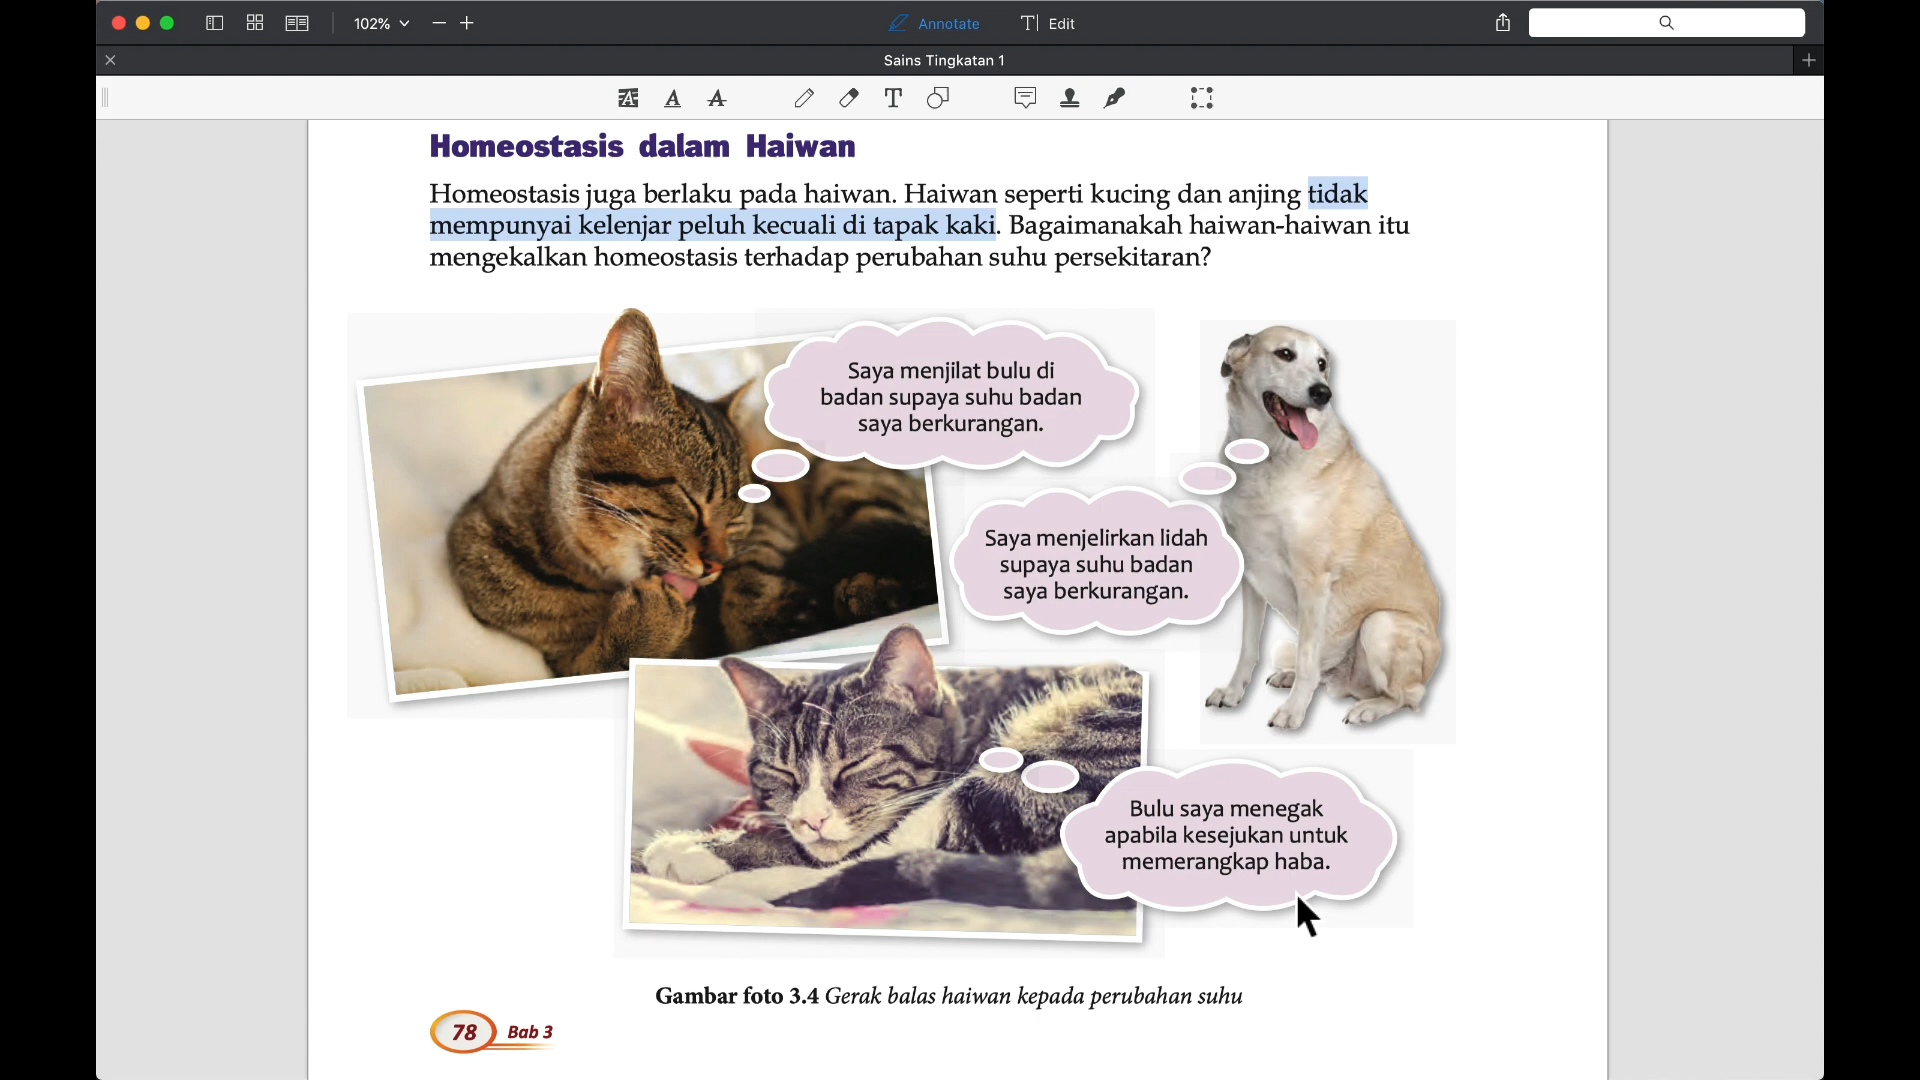 102%
Annotate
Edit
Sains Tingkatan 1
Homeostasis dalam Haiwan
Homeostasis juga berlaku pada haiwan. Haiwan seperti kucing dan anjing tidak
mempunyai kelenjar peluh kecuali di tapak kaki. Bagaimanakah haiwan-haiwan itu
mengekalkan homeostasis terhadap perubahan suhu persekitaran?
Saya menjilat bulu di
badan supaya suhu badan
saya berkurangan.
Saya menjelirkan lidah
supaya suhu badan
saya berkurangan.
Bulu saya menegak
apabila kesejukan untuk
memerangkap haba.
Gambar foto 3.4 Gerak balas haiwan kepada perubahan suhu
78 Bab 3